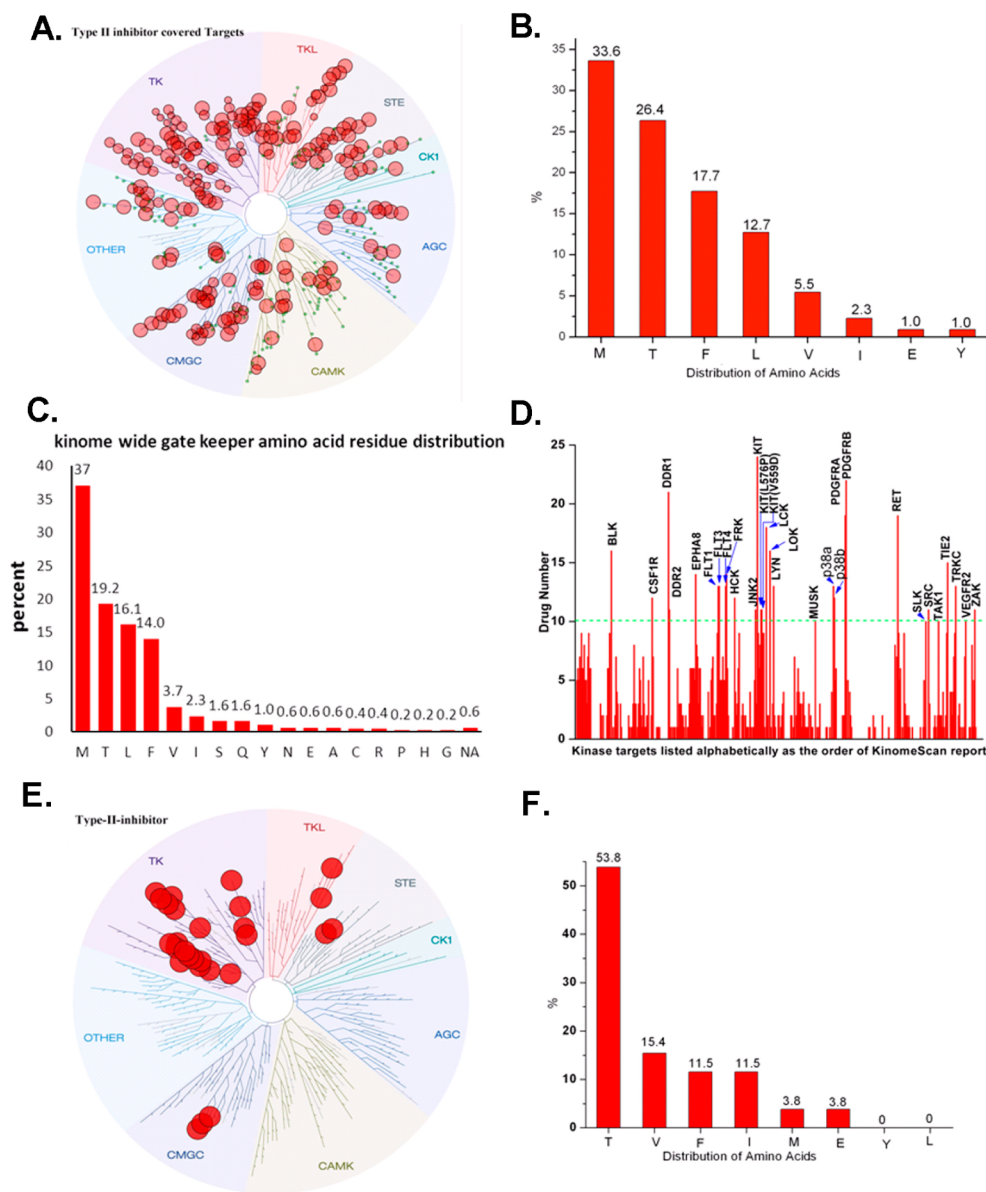 A.
Type II inhibitor covered Targets
TK
TKL
STE
CK1
AGC
CAMK
CMGC
OTHER
B.
35
30
25
20
15
10
5
0
%
33.6
26.4
17.7
12.7
5.5
2.3
1.0
1.0
M T F L V I E Y
Distribution of Amino Acids
C.
kinome wide gate keeper amino acid residue distribution
40
35
30
25
20
15
10
5
0
percent
37
19.2
16.1
14.0
3.7
2.3
1.6
1.6
1.0
0.6
0.6
0.6
0.4
0.4
0.2
0.2
0.2
0.6
M T L F V I S Q Y N E A C R P H G NA
D.
25
20
15
10
5
0
Drug Number
BLK
CSF1R
DDR1
DDR2
EPHA8
FLT1
FLT3
FLT4
FRK
HCK
JNK2
KIT
KIT(L576P)
KIT(V559D)
LCK
LYN
LOK
MUSK
p38a
p38b
PDGFRA
PDGFRB
RET
SLK
SRC
TAK1
TIE2
TRKC
VEGFR2
ZAK
Kinase targets listed alphabetically as the order of KinomeScan report
E.
Type-II-inhibitor
TK
TKL
STE
CK1
AGC
CAMK
CMGC
OTHER
F.
50
40
30
20
10
0
%
53.8
15.4
11.5
11.5
3.8
3.8
0
0
T V F I M E Y L
Distribution of Amino Acids